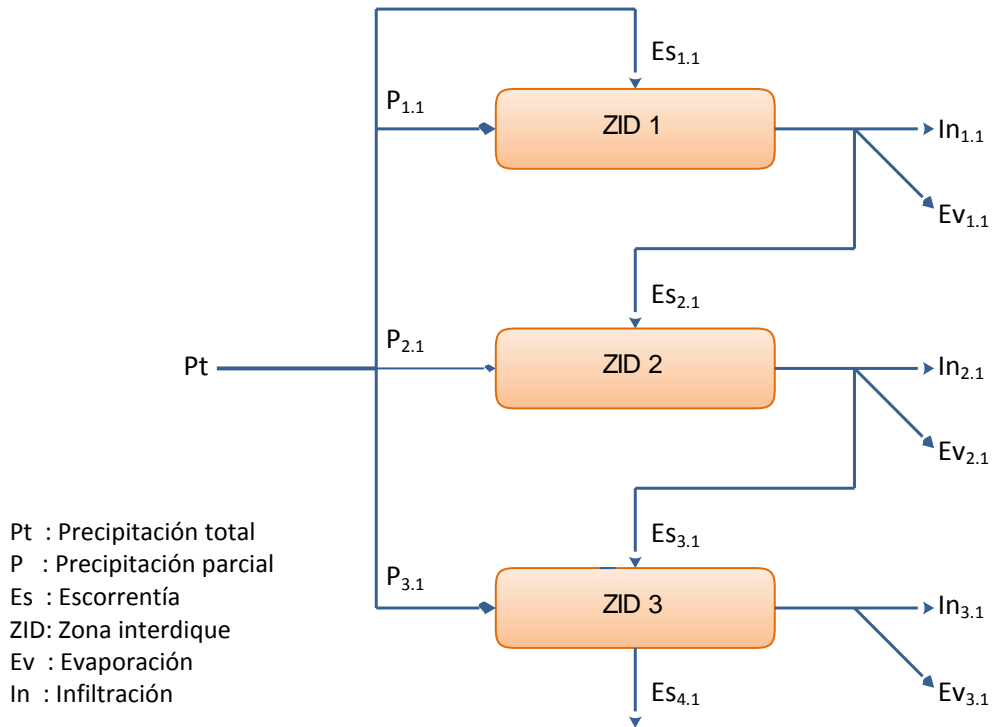 Es1.1
P1.1
ZID 1
In1.1
Ev1.1
Es2.1
P2.1
Pt
ZID 2
In2.1
Ev2.1
Es3.1
P3.1
ZID 3
In3.1
Ev3.1
Es4.1
Pt : Precipitación total
P : Precipitación parcial
Es : Escorrentía
ZID: Zona interdique
Ev : Evaporación
In : Infiltración